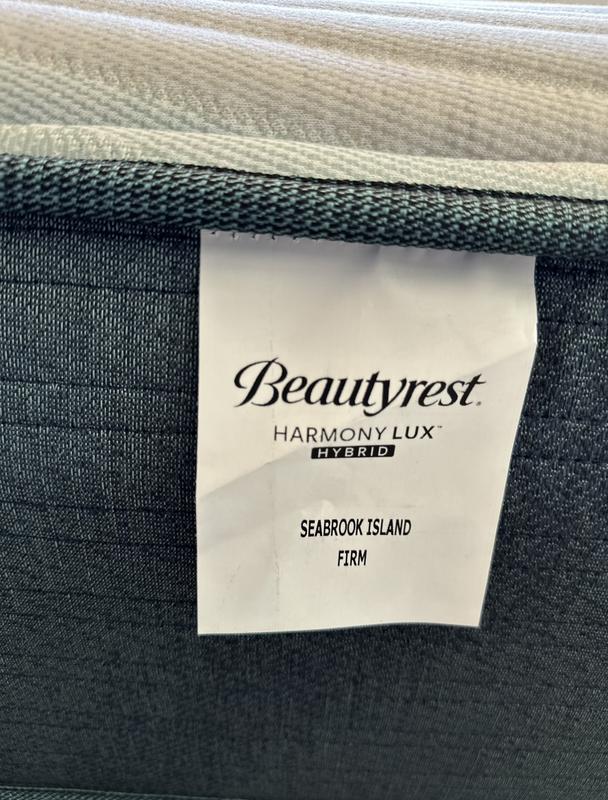 Beautyrest®
HARMONY LUX™
HYBRID
SEABROOK ISLAND
FIRM